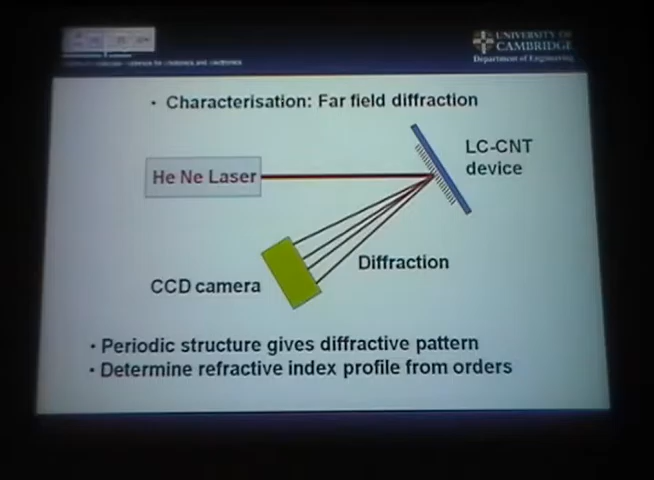 UNIVERSITY OF
CAMBRIDGE
Department of Engineering
• Characterisation: Far field diffraction
LC-CNT
device
He Ne Laser
Diffraction
CCD camera
• Periodic structure gives diffractive pattern
• Determine refractive index profile from orders